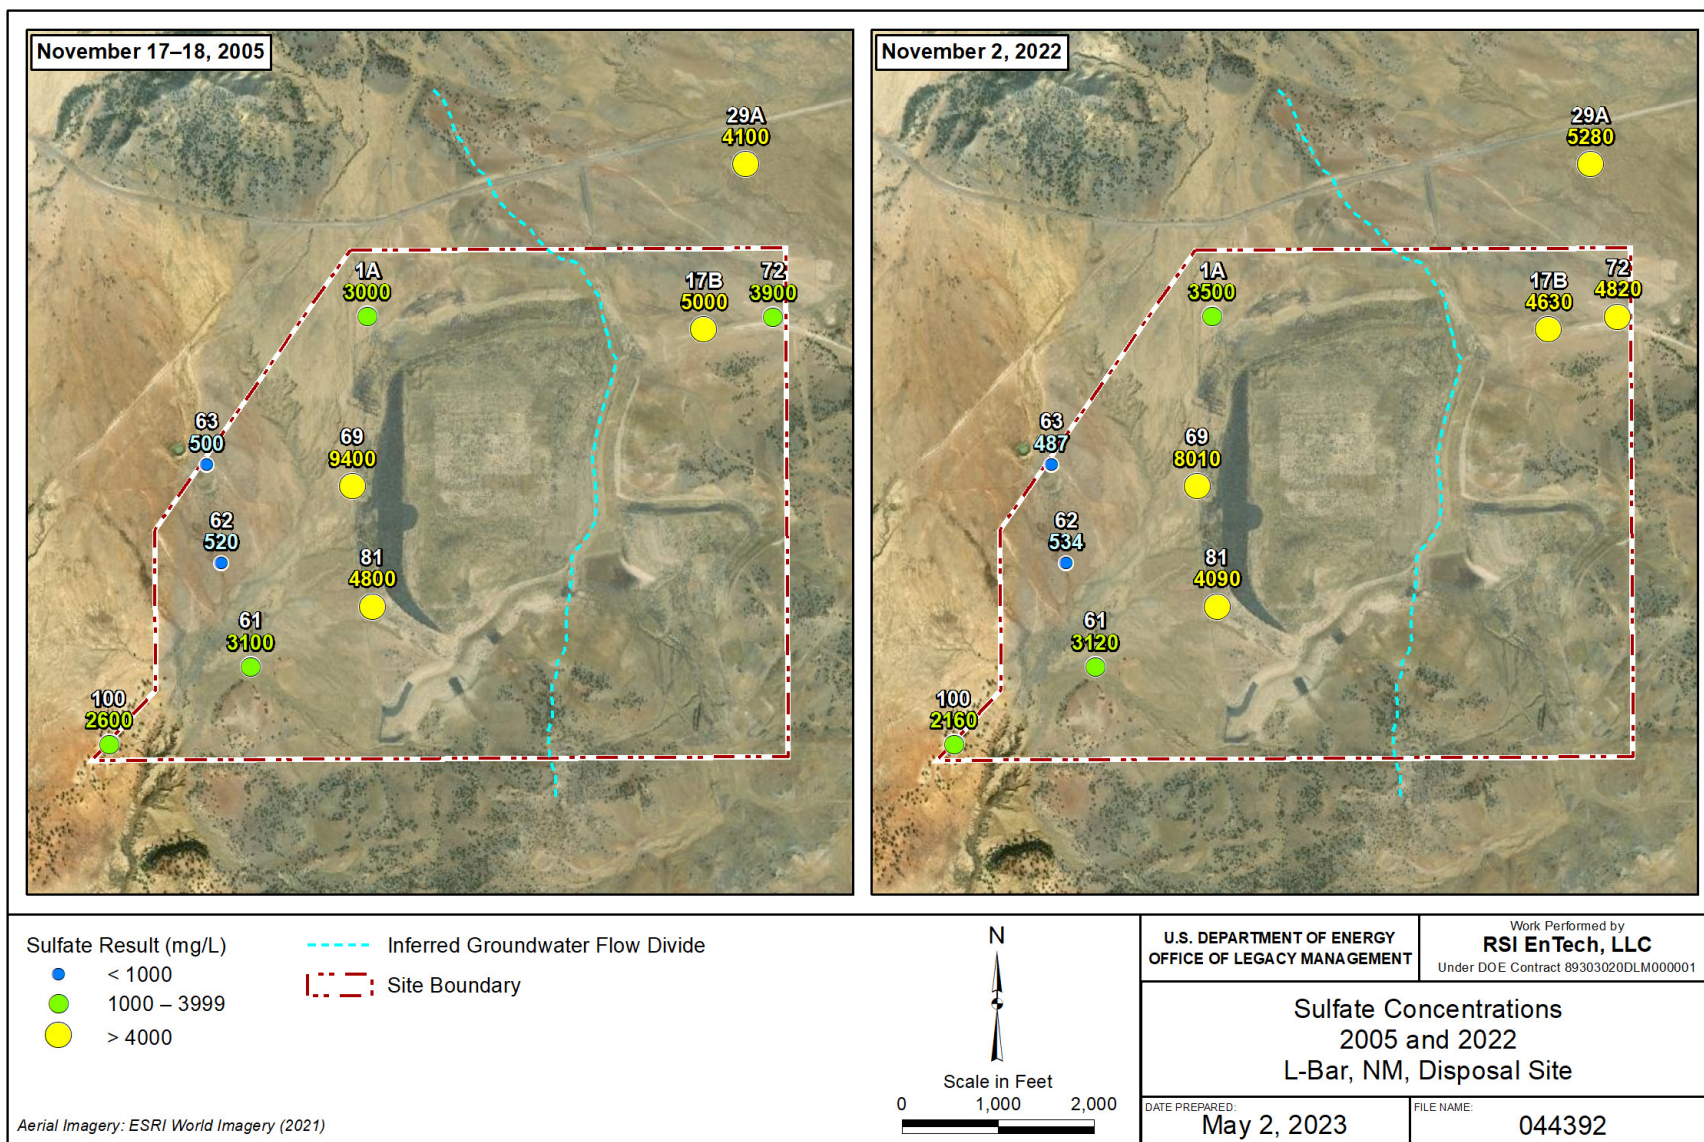 November 17–18, 2005
29A
4100
1A
3000
17B
5000
72
3900
63
500
69
9400
62
520
81
4800
61
3100
100
2600
November 2, 2022
29A
5280
1A
3500
17B
4630
72
4820
63
487
69
8010
62
534
81
4090
61
3120
100
2160
Sulfate Result (mg/L)
< 1000
1000 – 3999
> 4000
Inferred Groundwater Flow Divide
Site Boundary
Aerial Imagery: ESRI World Imagery (2021)
N
Scale in Feet
0 1,000 2,000
U.S. DEPARTMENT OF ENERGY
OFFICE OF LEGACY MANAGEMENT
Work Performed by
RSI EnTech, LLC
Under DOE Contract 89303020DLM000001
Sulfate Concentrations
2005 and 2022
L-Bar, NM, Disposal Site
DATE PREPARED:
May 2, 2023
FILE NAME:
044392